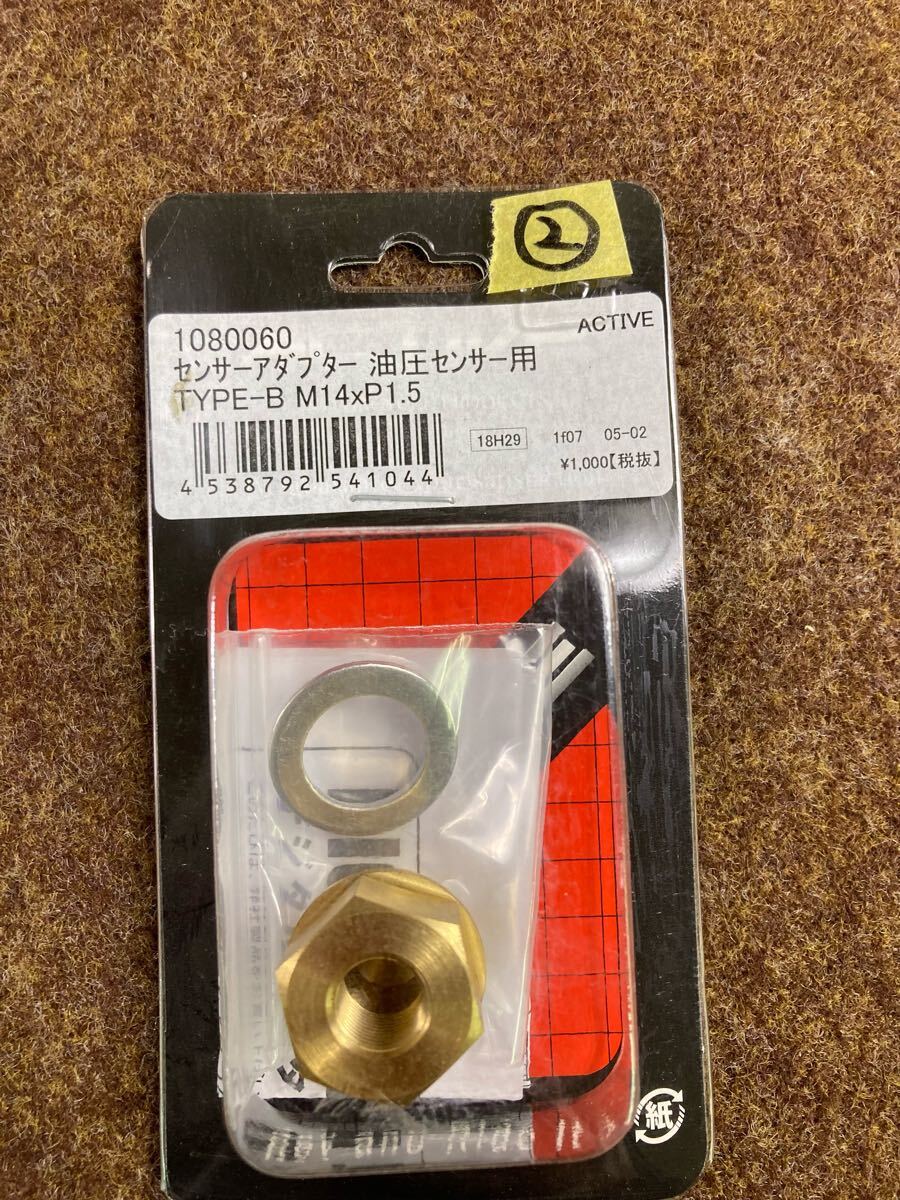 2
1080060
ACTIVE
ｾﾝｻｰｱﾀﾞﾌﾟﾀｰ 油圧ｾﾝｻｰ用
TYPE-B M14xP1.5
18H29 1f07 05-02
¥1,000【税抜】
4 538792 541044
紙